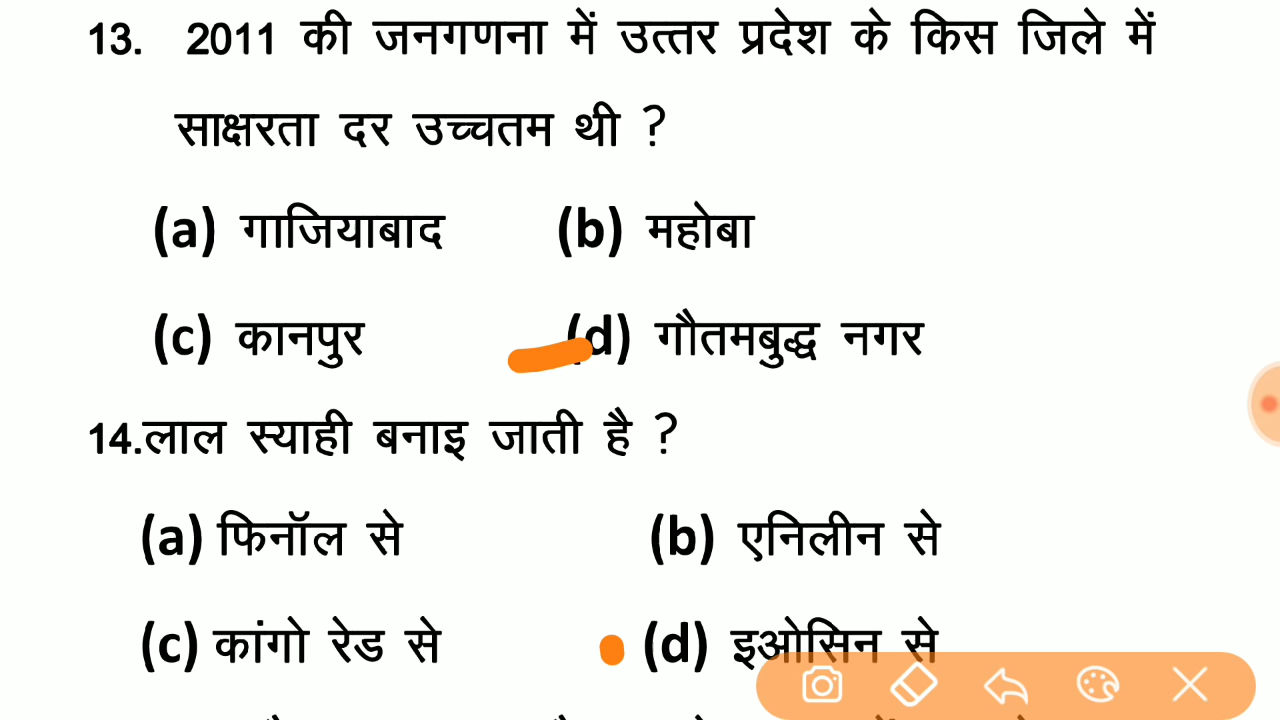 13. 2011 की जनगणना में उत्तर प्रदेश के किस जिले में
साक्षरता दर उच्चतम थी ?
(a) गाजियाबाद (b) महोबा
(c) कानपुर (d) गौतमबुद्ध नगर
14.लाल स्याही बनाइ जाती है ?
(a) फिनॉल से (b) एनिलीन से
(c) कांगो रेड से (d) इओसिन से